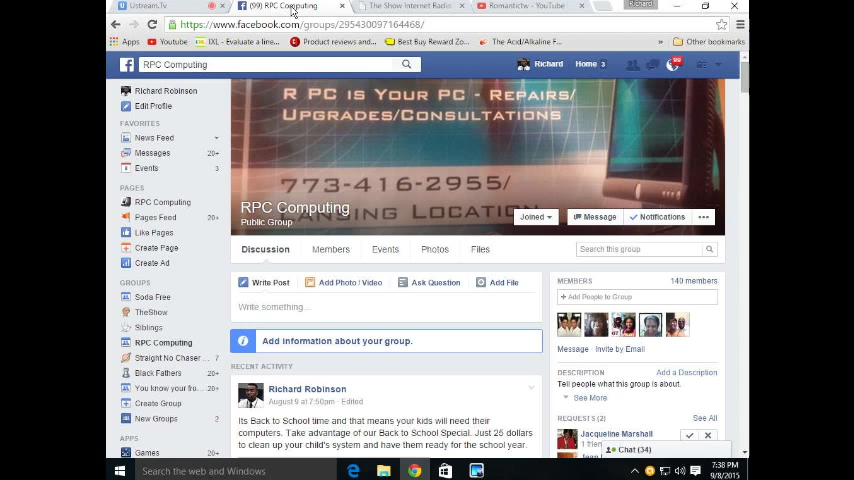 Ustream.Tv
(99) RPC Computing
The Show Internet Radio
Romantictw - YouTube
Richard
https://www.facebook.com/groups/295430097164468/
Apps
Youtube
IXL - Evaluate a line...
Product reviews and...
Best Buy Reward Zo...
The Acid/Alkaline F...
»
Other bookmarks
RPC Computing
Richard
Home 3
99
Richard Robinson
Edit Profile
FAVORITES
News Feed
Messages 20+
Events 3
PAGES
RPC Computing
Pages Feed 20+
Like Pages
Create Page
Create Ad
GROUPS
Soda Free
TheShow
Siblings
RPC Computing
Straight No Chaser ... 7
Black Fathers 20+
You know your fro... 20+
Create Group
New Groups 2
APPS
Games 20+
R PC is Your PC - Repairs/
Upgrades/Consultations
773-416-2955/
Lansing Location
RPC Computing
Public Group
Joined
Message
Notifications
Discussion
Members
Events
Photos
Files
Search this group
Write Post
Add Photo / Video
Ask Question
Add File
Write something...
Add information about your group.
RECENT ACTIVITY
Richard Robinson
August 9 at 7:50pm · Edited
Its Back to School time and that means your kids will need their
computers. Take advantage of our Back to School Special. Just 25 dollars
to clean up your child's system and have them ready for the school year.
MEMBERS 140 members
+ Add People to Group
Message · Invite by Email
DESCRIPTION Add a Description
Tell people what this group is about.
See More
REQUESTS (2) See All
Jacqueline Marshall
1 frien
Chat (34)
Search the web and Windows
7:38 PM
9/8/2015